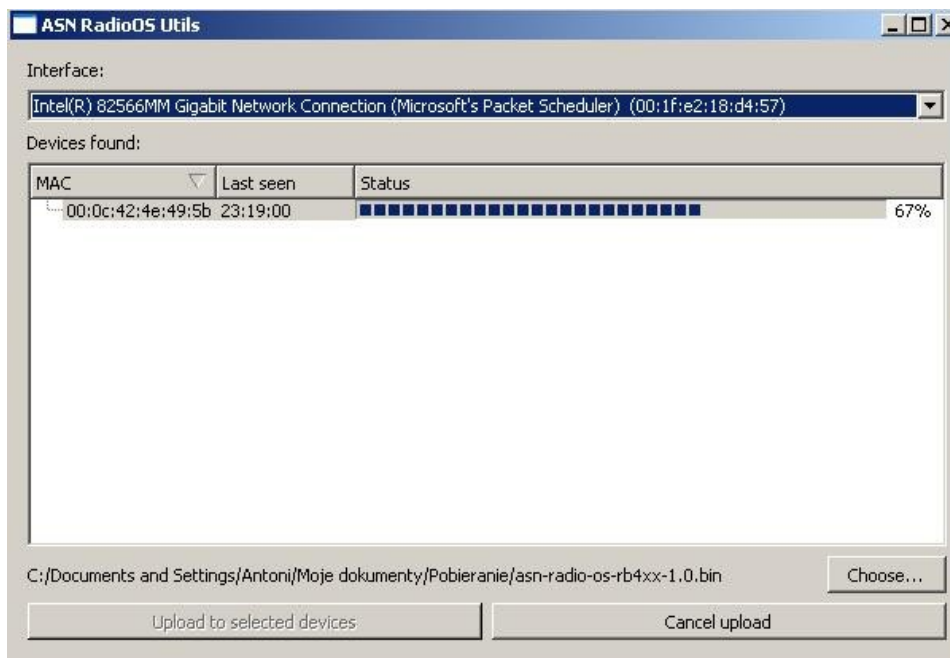 ASN RadioOS Utils
Interface:
Intel(R) 82566MM Gigabit Network Connection (Microsoft's Packet Scheduler) (00:1f:e2:18:d4:57)
Devices found:
MAC Last seen Status
00:0c:42:4e:49:5b 23:19:00 67%
C:/Documents and Settings/Antoni/Moje dokumenty/Pobieranie/asn-radio-os-rb4xx-1.0.bin Choose...
Upload to selected devices Cancel upload